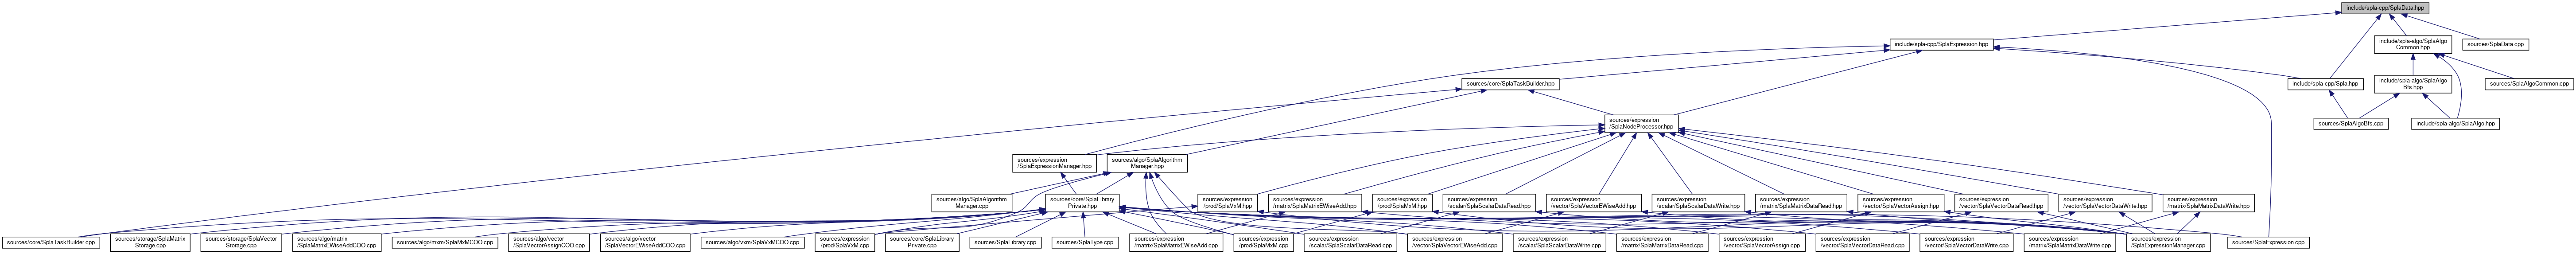 include/spla-cpp/SplaData.hpp
include/spla-cpp/SplaExpression.hpp
include/spla-algo/SplaAlgo
Common.hpp
sources/SplaData.cpp
sources/core/SplaTaskBuilder.hpp
include/spla-cpp/Spla.hpp
include/spla-algo/SplaAlgo
Bfs.hpp
sources/SplaAlgoCommon.cpp
sources/expression
/SplaNodeProcessor.hpp
sources/SplaAlgoBfs.cpp
include/spla-algo/SplaAlgo.hpp
sources/expression
/SplaExpressionManager.hpp
sources/algo/SplaAlgorithm
Manager.hpp
sources/algo/SplaAlgorithm
Manager.cpp
sources/core/SplaLibrary
Private.hpp
sources/expression
/prod/SplaVxM.hpp
sources/expression
/matrix/SplaMatrixEWiseAdd.hpp
sources/expression
/prod/SplaMxM.hpp
sources/expression
/scalar/SplaScalarDataRead.hpp
sources/expression
/vector/SplaVectorEWiseAdd.hpp
sources/expression
/scalar/SplaScalarDataWrite.hpp
sources/expression
/matrix/SplaMatrixDataRead.hpp
sources/expression
/vector/SplaVectorAssign.hpp
sources/expression
/vector/SplaVectorDataRead.hpp
sources/expression
/vector/SplaVectorDataWrite.hpp
sources/expression
/matrix/SplaMatrixDataWrite.hpp
sources/core/SplaTaskBuilder.cpp
sources/storage/SplaMatrix
Storage.cpp
sources/storage/SplaVector
Storage.cpp
sources/algo/matrix
/SplaMatrixEWiseAddCOO.cpp
sources/algo/mxm/SplaMxMCOO.cpp
sources/algo/vector
/SplaVectorAssignCOO.cpp
sources/algo/vector
/SplaVectorEWiseAddCOO.cpp
sources/algo/vxm/SplaVxMCOO.cpp
sources/expression
/prod/SplaVxM.cpp
sources/core/SplaLibrary
Private.cpp
sources/SplaLibrary.cpp
sources/SplaType.cpp
sources/expression
/matrix/SplaMatrixEWiseAdd.cpp
sources/expression
/prod/SplaMxM.cpp
sources/expression
/scalar/SplaScalarDataRead.cpp
sources/expression
/vector/SplaVectorEWiseAdd.cpp
sources/expression
/scalar/SplaScalarDataWrite.cpp
sources/expression
/matrix/SplaMatrixDataRead.cpp
sources/expression
/vector/SplaVectorAssign.cpp
sources/expression
/vector/SplaVectorDataRead.cpp
sources/expression
/vector/SplaVectorDataWrite.cpp
sources/expression
/matrix/SplaMatrixDataWrite.cpp
sources/expression
/SplaExpressionManager.cpp
sources/SplaExpression.cpp